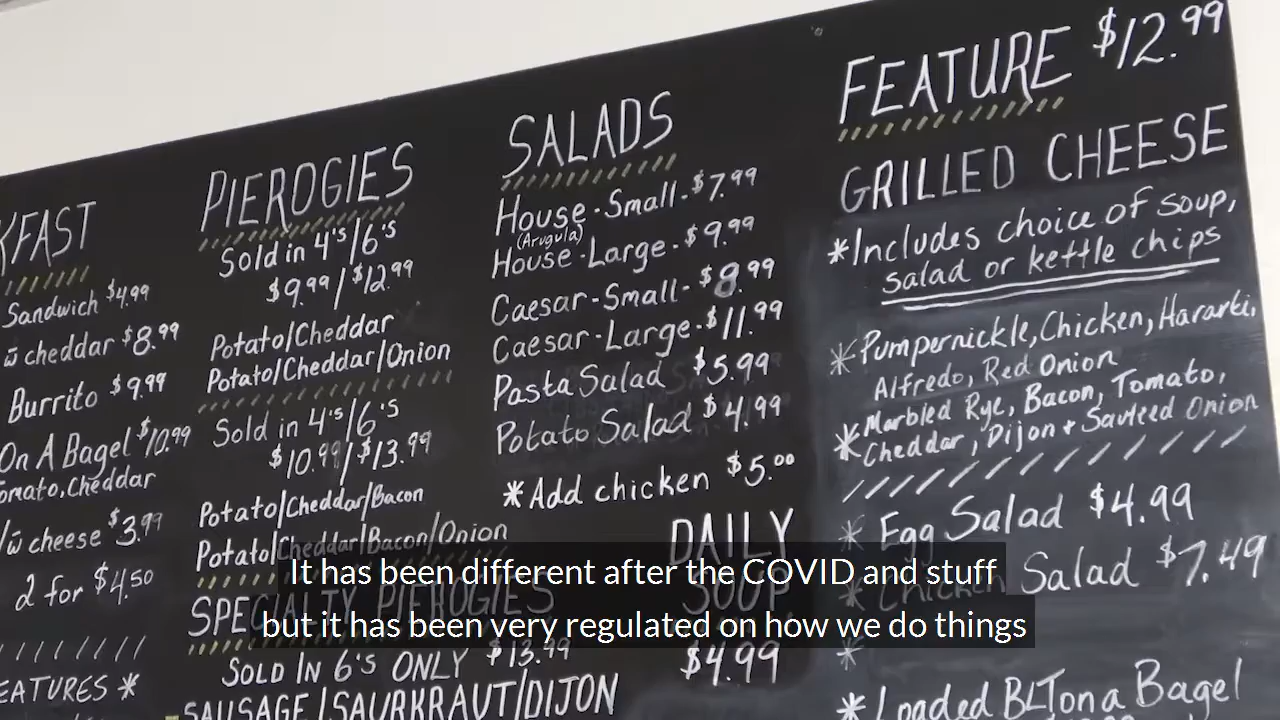 KFAST
Sandwich $4.99
w̄ cheddar $8.99
Burrito $9.99
On A Bagel $10.99
omato, Cheddar
/w̄ cheese $3.99
2 for $4.50
EATURES *
PIEROGIES
Sold in 4's/6's
$9.99/$12.99
Potato/Cheddar
Potato/Cheddar/Onion
Sold in 4's/6's
$10.99/$13.99
Potato/Cheddar/Bacon
Potato/Cheddar/Bacon/Onion
SPECIALTY PIEROGIES
SOLD IN 6'S ONLY $13.99
SAUSAGE/SAURKRAUT/DIJON
SALADS
House - Small - $7.99
(Arugula)
House - Large - $9.99
Caesar - Small - $8.99
Caesar - Large - $11.99
Pasta Salad $5.99
Potato Salad $4.99
*Add chicken $5.00
DAILY
SOUP
$4.99
FEATURE $12.99
GRILLED CHEESE
*Includes choice of soup,
salad or kettle chips
*Pumpernickle, Chicken, Havarti,
Alfredo, Red Onion
*Marbled Rye, Bacon, Tomato,
Cheddar, Dijon + Sauteed Onion
* Egg Salad $4.99
* Chicken Salad $7.49
*
*Loaded BLT on a Bagel
It has been different after the COVID and stuff
but it has been very regulated on how we do things